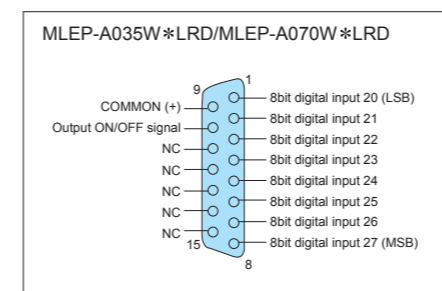 MLEP-A035W＊LRD/MLEP-A070W＊LRD
1
9
8bit digital input 20 (LSB)
COMMON (+)
8bit digital input 21
Output ON/OFF signal
8bit digital input 22
NC
8bit digital input 23
NC
8bit digital input 24
NC
8bit digital input 25
NC
8bit digital input 26
NC
15
8bit digital input 27 (MSB)
8